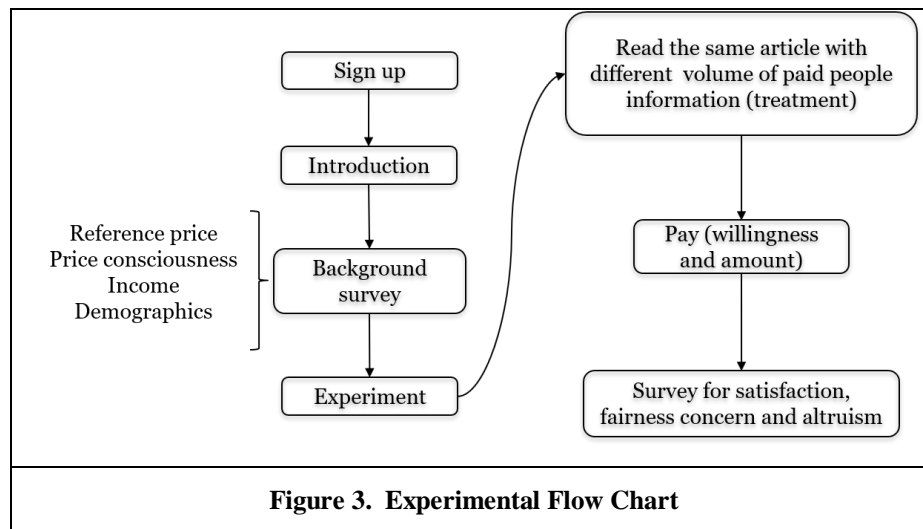 Sign up
Introduction
Reference price
Price consciousness
Income
Demographics
Background
survey
Experiment
Read the same article with
different volume of paid people
information (treatment)
Pay (willingness
and amount)
Survey for satisfaction,
fairness concern and altruism
Figure 3. Experimental Flow Chart